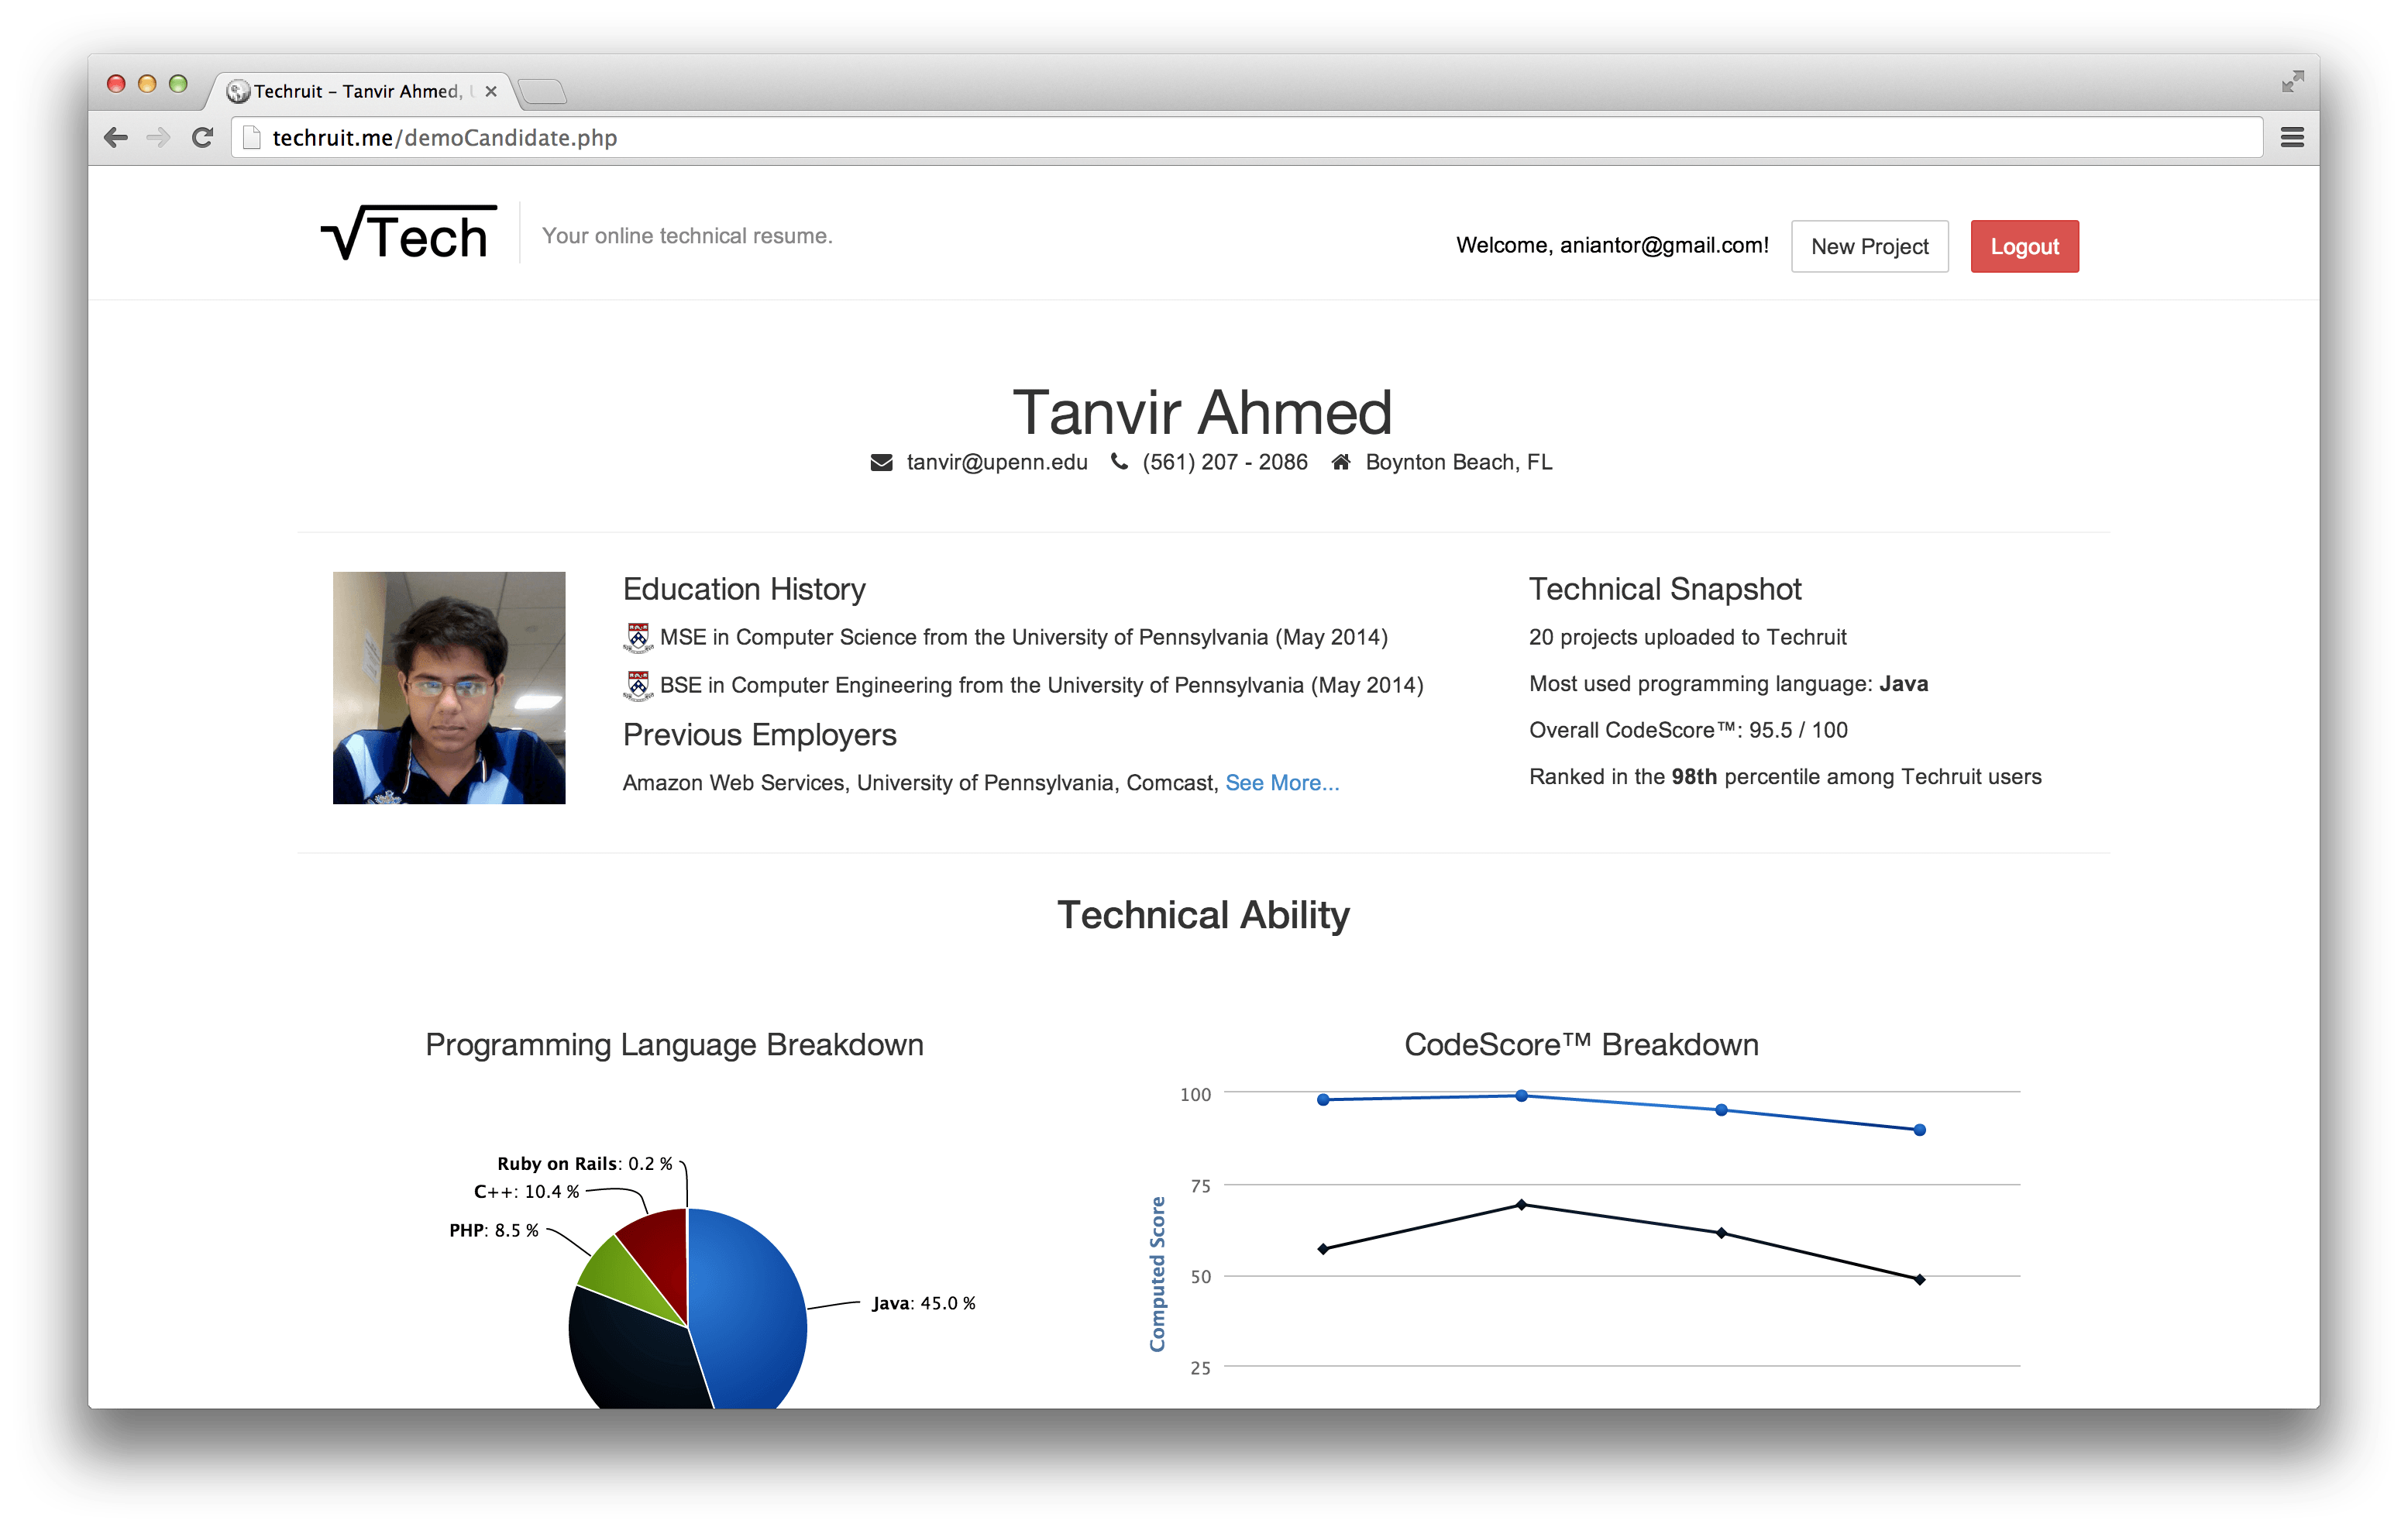 Techruit – Tanvir Ahmed,
techruit.me/demoCandidate.php
√Tech
Your online technical resume.
Welcome, aniantor@gmail.com!
New Project
Logout
Tanvir Ahmed
tanvir@upenn.edu (561) 207 - 2086 Boynton Beach, FL
Education History
MSE in Computer Science from the University of Pennsylvania (May 2014)
BSE in Computer Engineering from the University of Pennsylvania (May 2014)
Previous Employers
Amazon Web Services, University of Pennsylvania, Comcast, See More...
Technical Snapshot
20 projects uploaded to Techruit
Most used programming language: Java
Overall CodeScore™: 95.5 / 100
Ranked in the 98th percentile among Techruit users
Technical Ability
Programming Language Breakdown
Ruby on Rails: 0.2 %
C++: 10.4 %
PHP: 8.5 %
Java: 45.0 %
CodeScore™ Breakdown
Computed Score
100
75
50
25